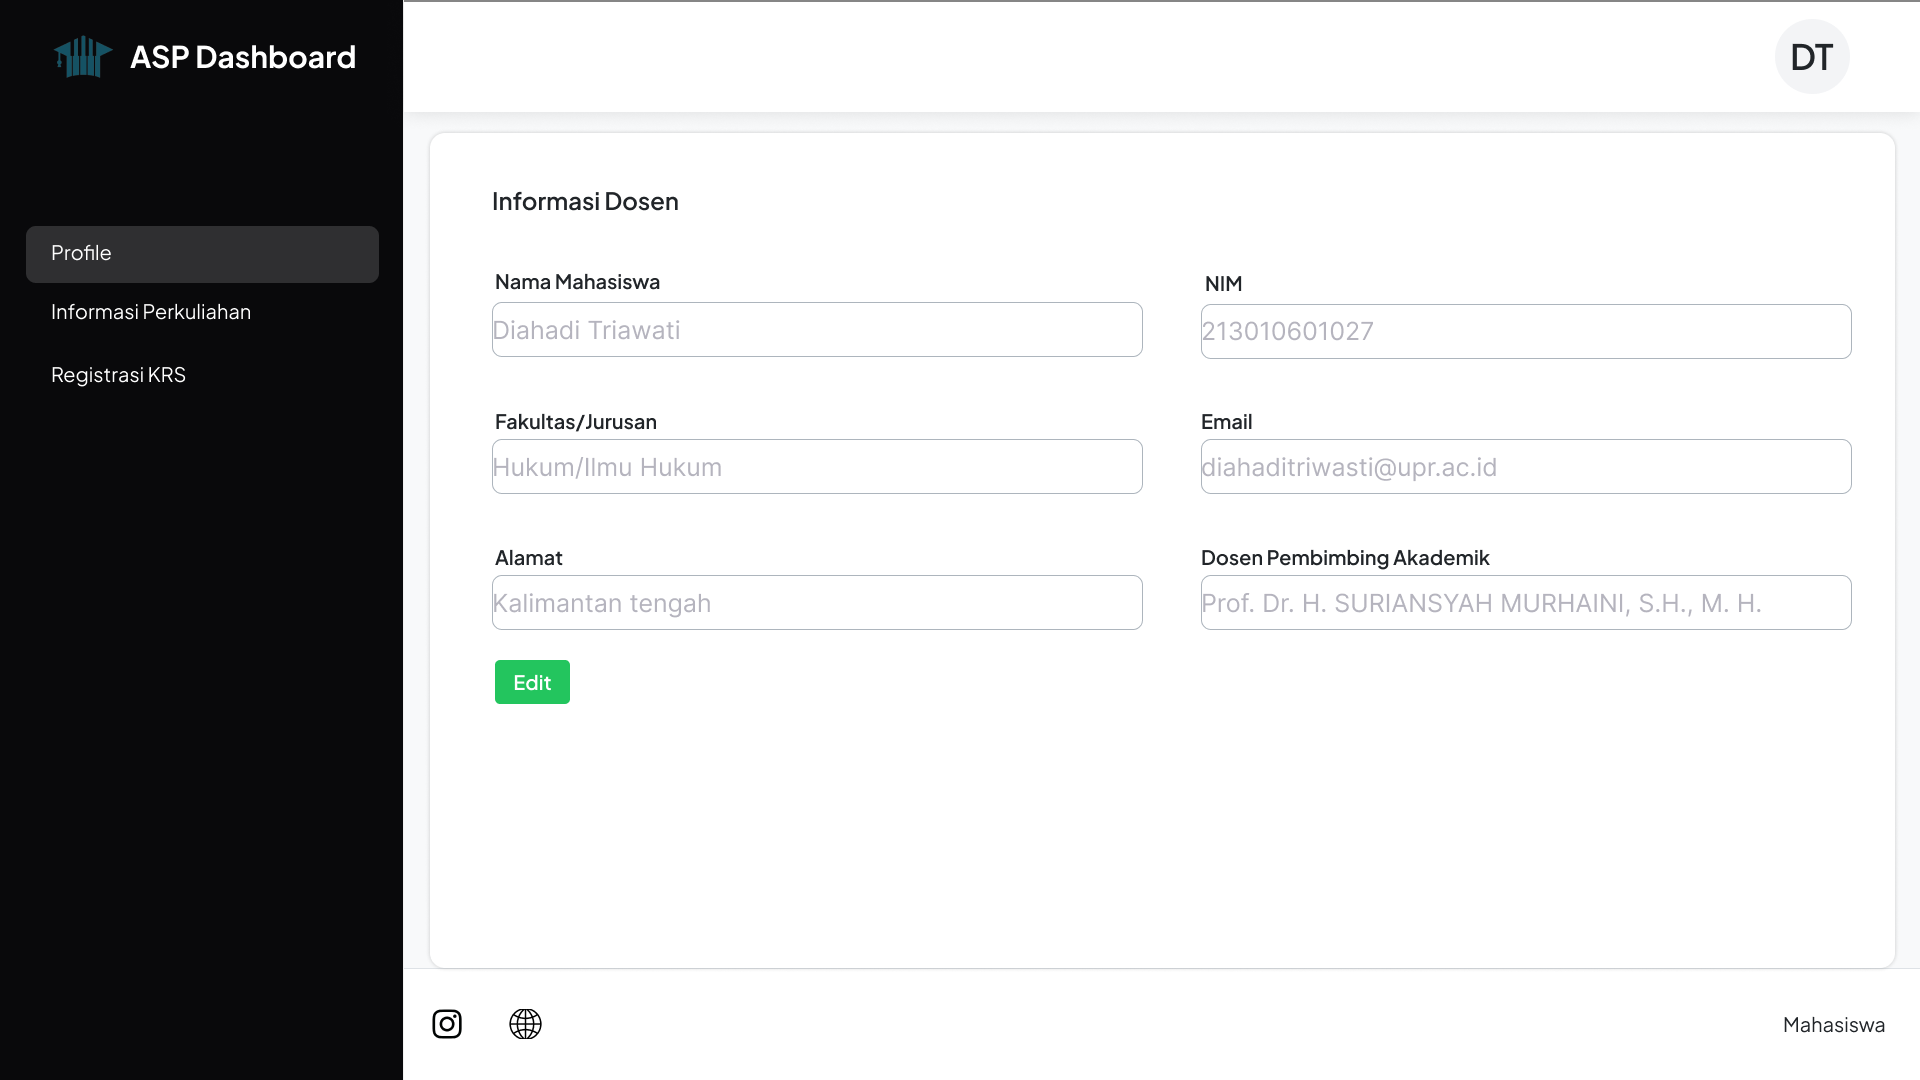 ASP Dashboard
DT
Profile
Informasi Perkuliahan
Registrasi KRS
Informasi Dosen
Nama Mahasiswa
Diahadi Triawati
NIM
213010601027
Fakultas/Jurusan
Hukum/Ilmu Hukum
Email
diahaditriwasti@upr.ac.id
Alamat
Kalimantan tengah
Dosen Pembimbing Akademik
Prof. Dr. H. SURIANSYAH MURHAINI, S.H., M. H.
Edit
Mahasiswa